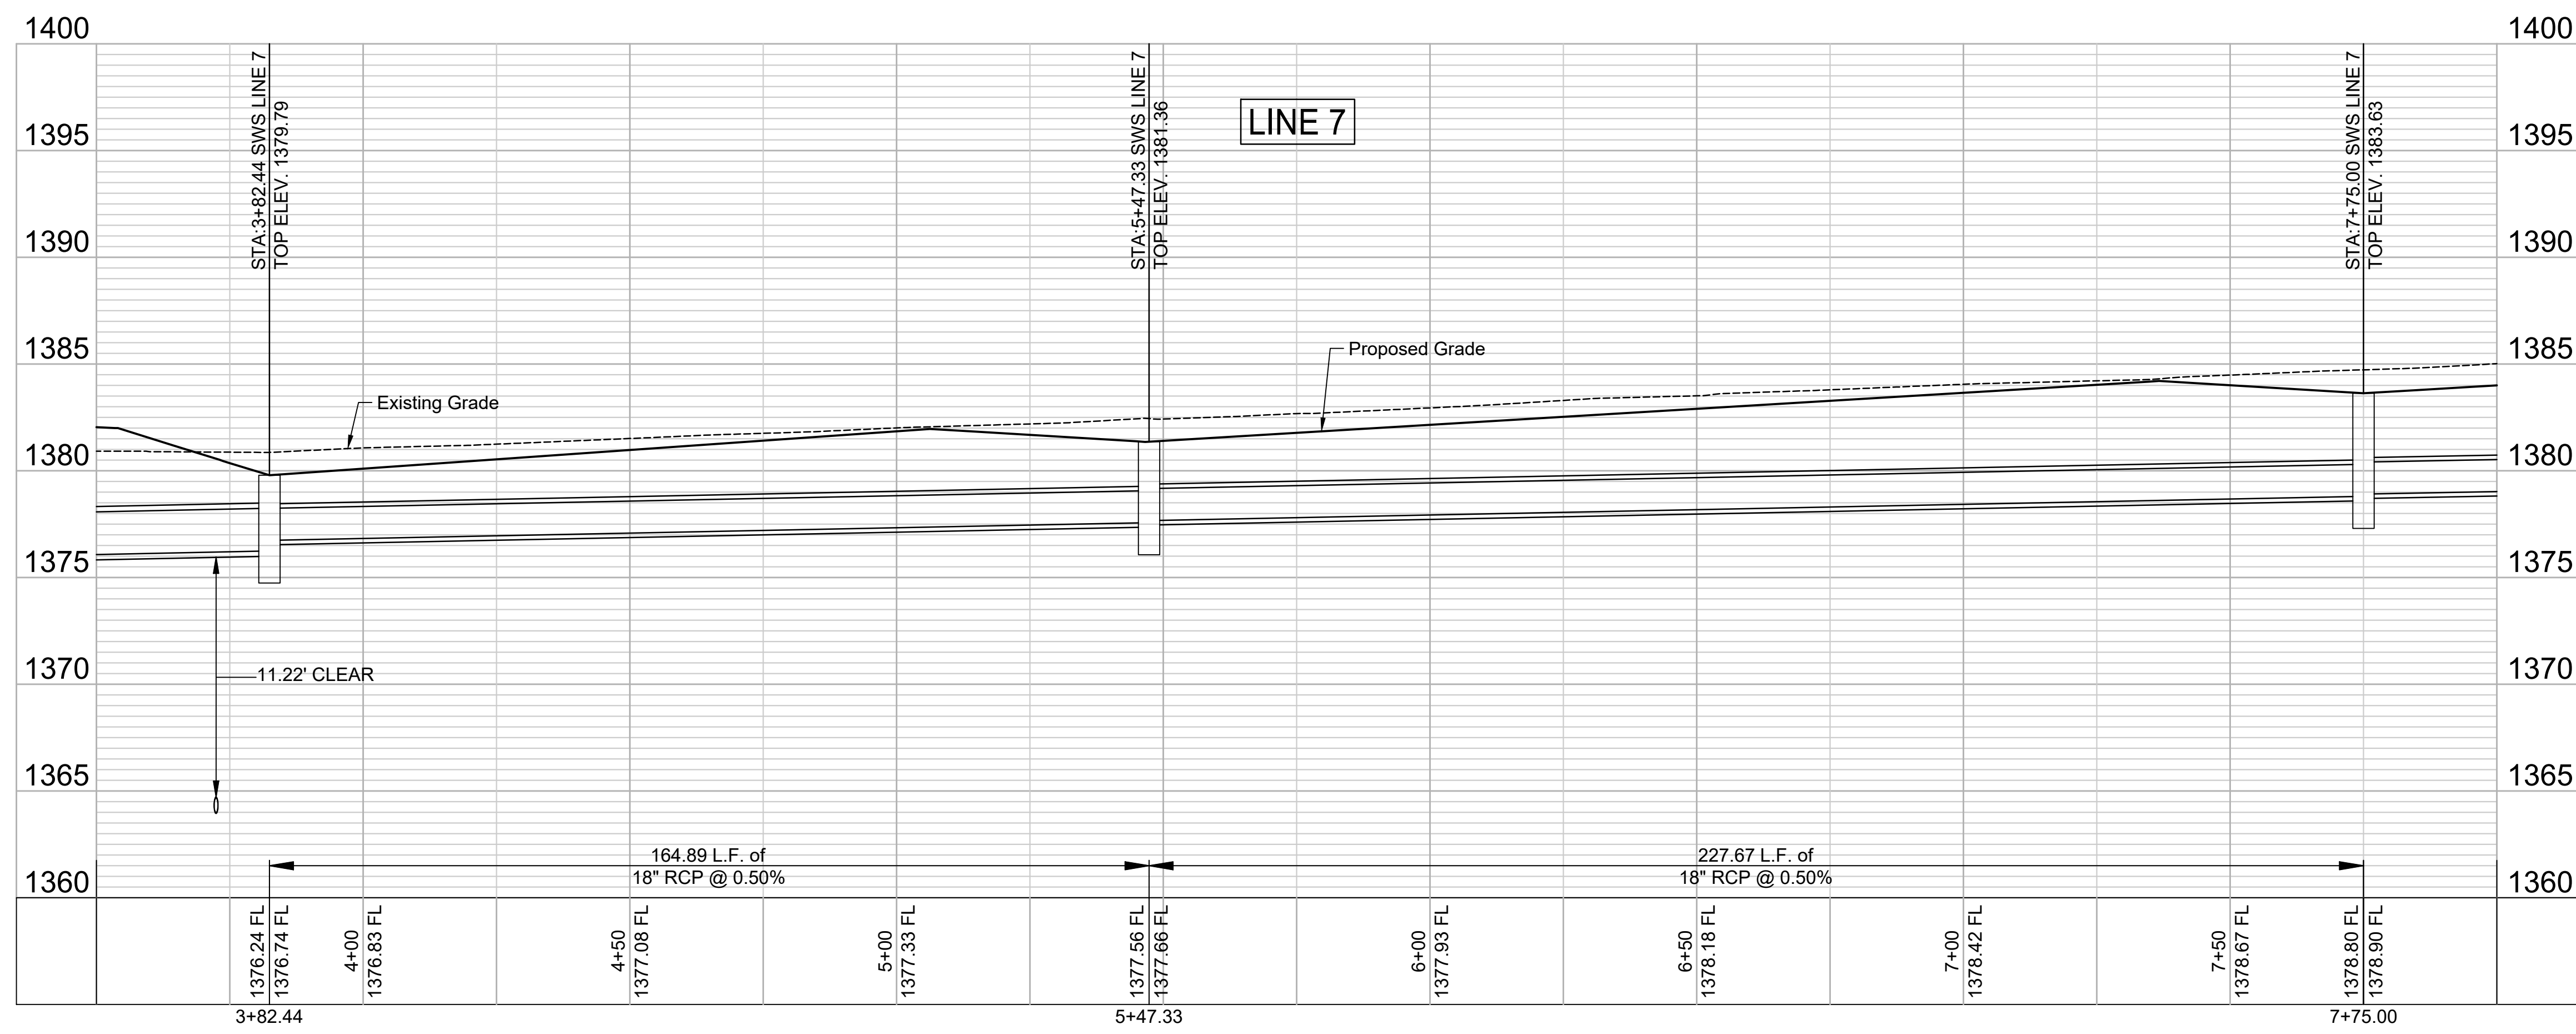 1400
1400
STA:3+82.44 SWS LINE 7
TOP ELEV. 1379.79
STA:5+47.33 SWS LINE 7
TOP ELEV. 1381.36
STA:7+75.00 SWS LINE 7
TOP ELEV. 1383.63
LINE 7
1395
1395
1390
1390
1385
1385
Proposed Grade
Existing Grade
1380
1380
1375
1375
1370
1370
11.22' CLEAR
1365
1365
164.89 L.F. of
18" RCP @ 0.50%
227.67 L.F. of
18" RCP @ 0.50%
1360
1360
1376.24 FL
1376.74 FL
4+00
1376.83 FL
4+50
1377.08 FL
5+00
1377.33 FL
1377.56 FL
1377.66 FL
6+00
1377.93 FL
6+50
1378.18 FL
7+00
1378.42 FL
7+50
1378.67 FL
1378.80 FL
1378.90 FL
3+82.44
5+47.33
7+75.00